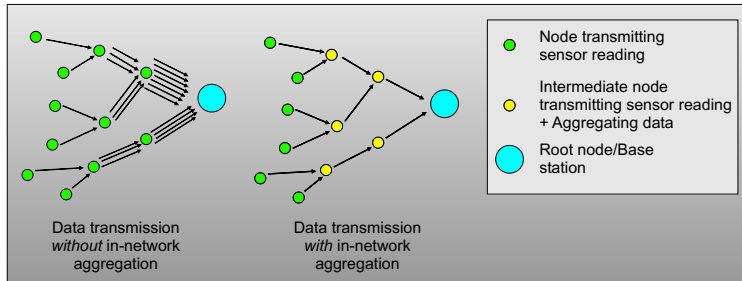 Data transmission
without in-network
aggregation
Data transmission
with in-network
aggregation
Node transmitting
sensor reading
Intermediate node
transmitting sensor reading
+ Aggregating data
Root node/Base
station